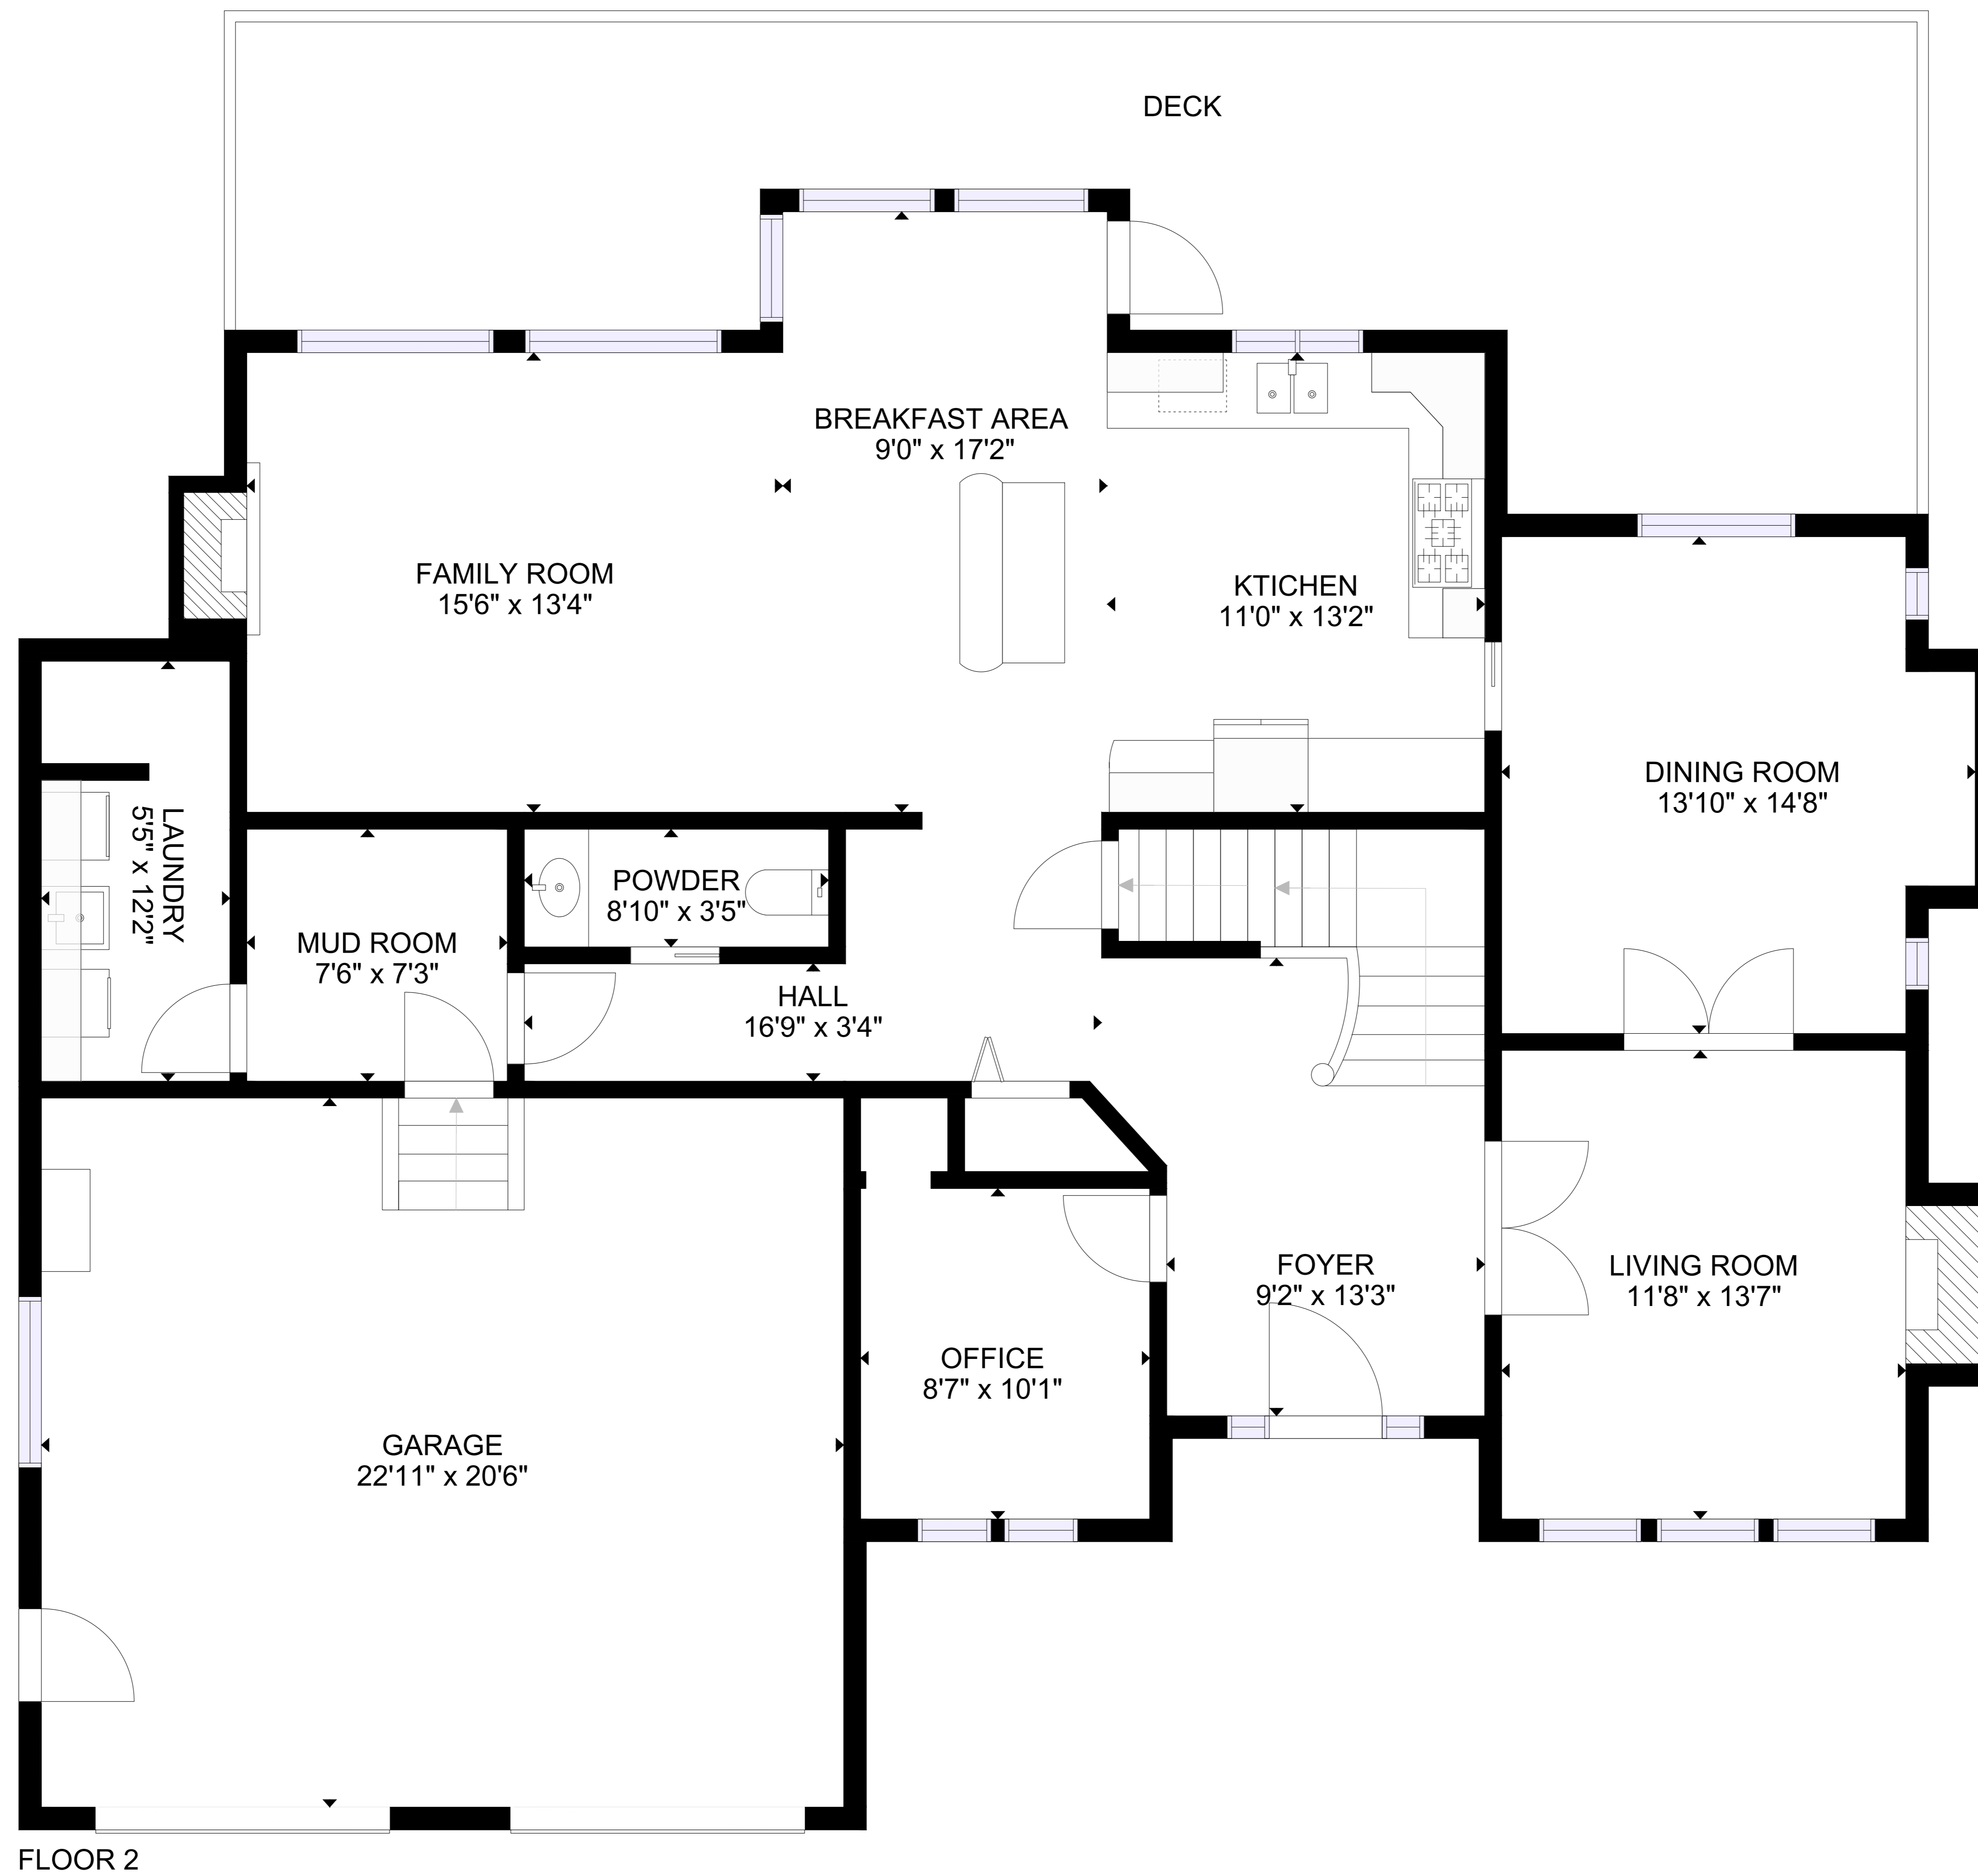 DECK
BREAKFAST AREA
9'0" x 17'2"
FAMILY ROOM
15'6" x 13'4"
KTICHEN
11'0" x 13'2"
DINING ROOM
13'10" x 14'8"
LAUNDRY
5'5" x 12'2"
POWDER
8'10" x 3'5"
MUD ROOM
7'6" x 7'3"
HALL
16'9" x 3'4"
FOYER
9'2" x 13'3"
LIVING ROOM
11'8" x 13'7"
OFFICE
8'7" x 10'1"
GARAGE
22'11" x 20'6"
FLOOR 2